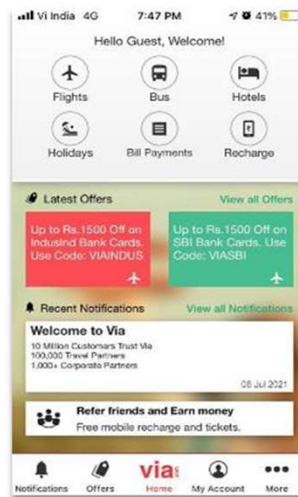 Vi India 4G 7:47 PM 41%
Hello Guest, Welcome!
Flights Bus Hotels
Holidays Bill Payments Recharge
Latest Offers View all Offers
Up to Rs.1500 Off on
IndusInd Bank Cards.
Use Code: VIAINDUS
Up to Rs.1500 Off on
SBI Bank Cards. Use
Code: VIASBI
Recent Notifications View all Notifications
Welcome to Via
10 Million Customers Trust Via
100,000 Travel Partners
1,000+ Corporate Partners
08 Jul 2021
Refer friends and Earn money
Free mobile recharge and tickets.
via
Notifications Offers Home My Account More